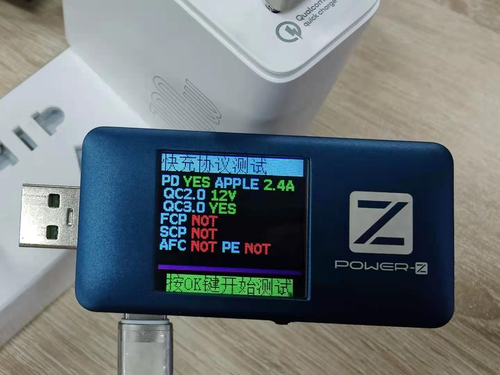 Qualcomm
quick charge
快充协议测试
PD YES APPLE 2.4A
QC2.0 12V
QC3.0 YES
FCP NOT
SCP NOT
AFC NOT PE NOT
按OK键开始测试
Z
POWER-Z